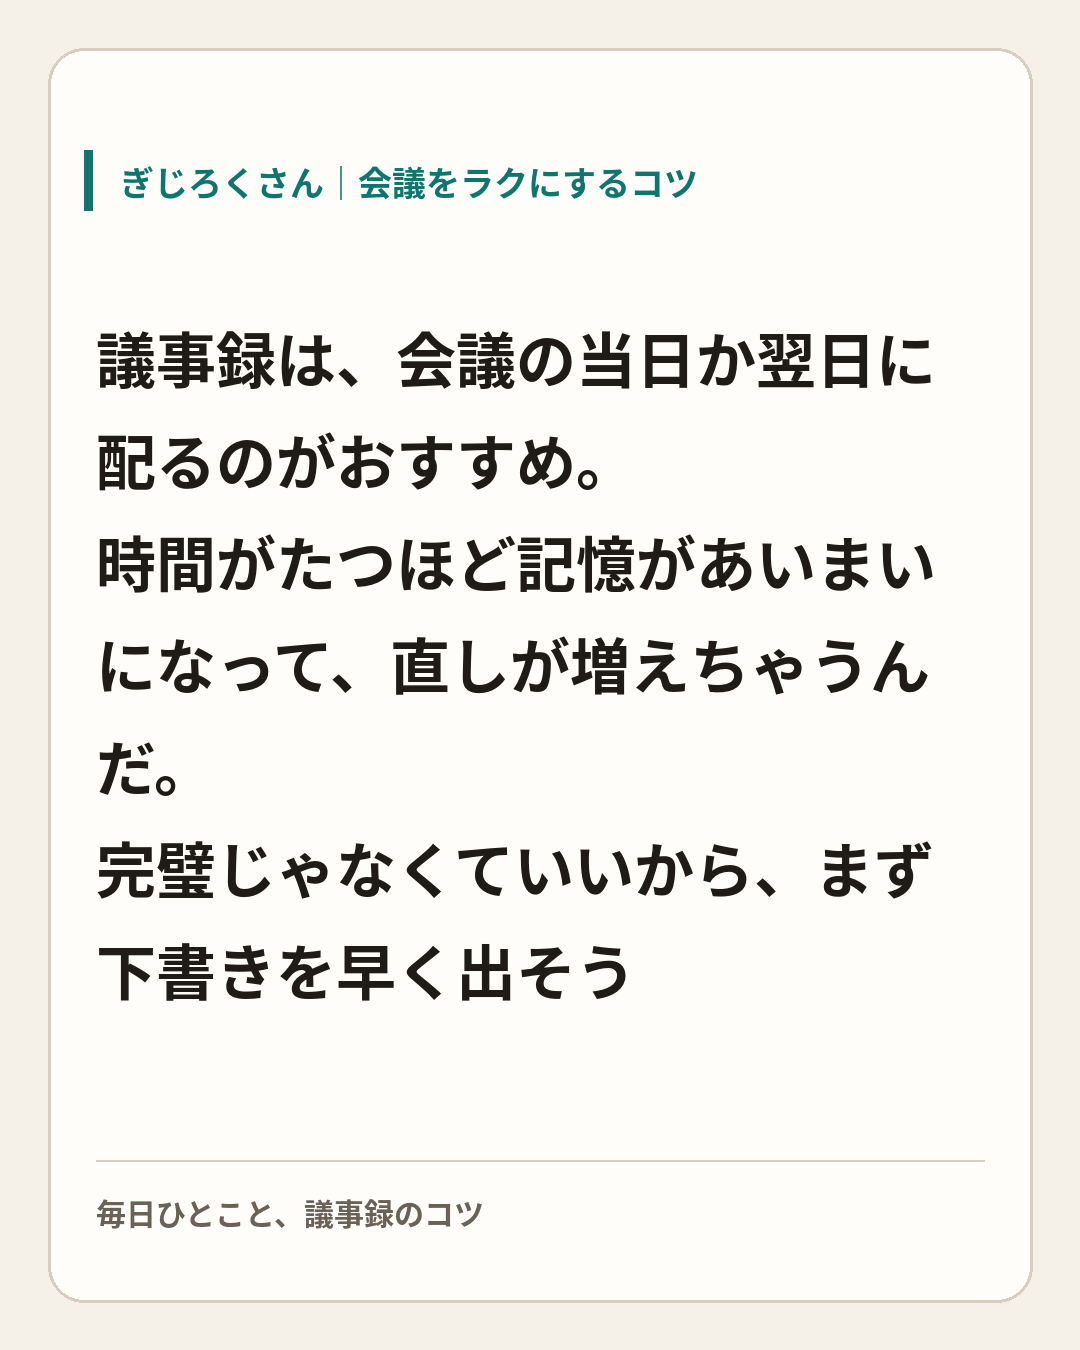 ぎじろくさん｜会議をラクにするコツ
議事録は、会議の当日か翌日に
配るのがおすすめ。
時間がたつほど記憶があいまい
になって、直しが増えちゃうん
だ。
完璧じゃなくていいから、まず
下書きを早く出そう
毎日ひとこと、議事録のコツ